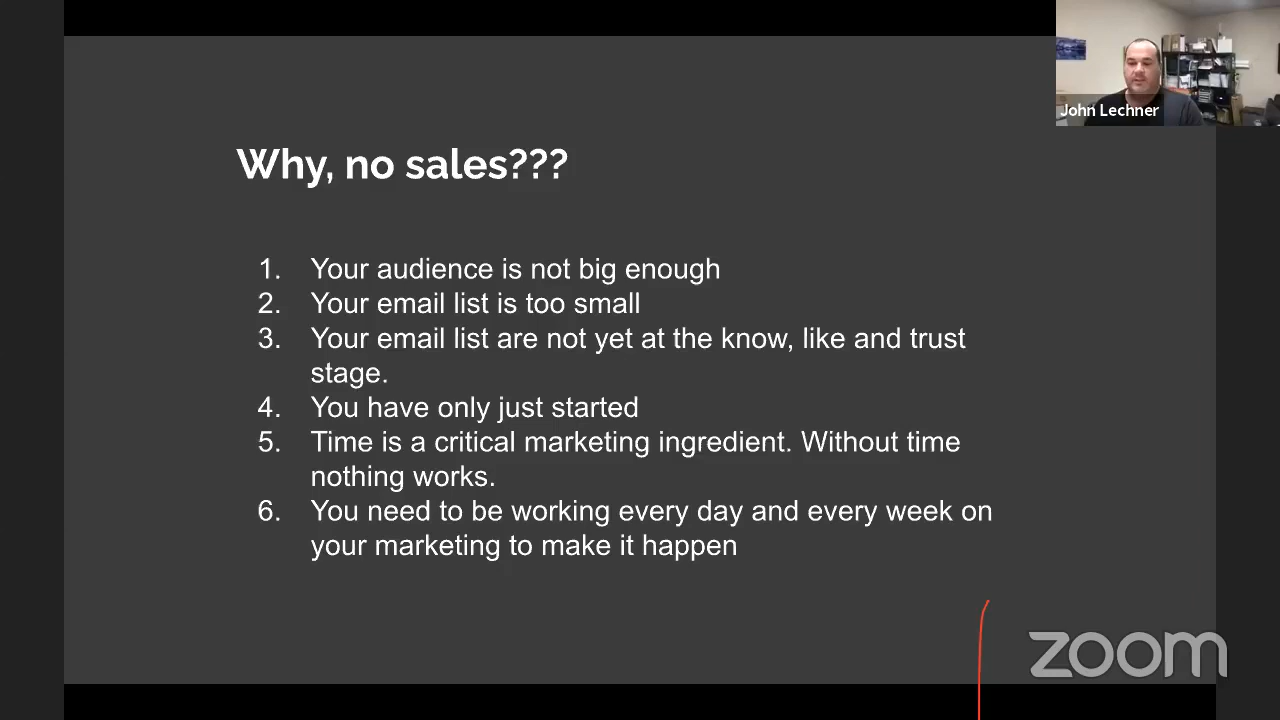 John Lechner
Why, no sales???
1. Your audience is not big enough
2. Your email list is too small
3. Your email list are not yet at the know, like and trust
stage.
4. You have only just started
5. Time is a critical marketing ingredient. Without time
nothing works.
6. You need to be working every day and every week on
your marketing to make it happen
zoom